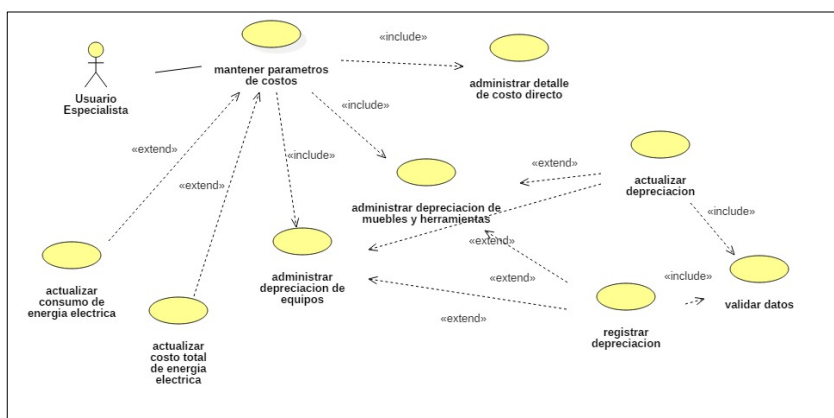 «include»
Usuario
Especialista
mantener parametros
de costos
administrar detalle
de costo directo
«include»
«extend»
«include»
«extend»
«extend»
actualizar
depreciacion
administrar depreciacion de
muebles y herramientas
«include»
«extend»
actualizar
consumo de
energia electrica
administrar
depreciacion de
equipos
«extend»
«include»
validar datos
«extend»
registrar
depreciacion
actualizar
costo total
de energia
electrica